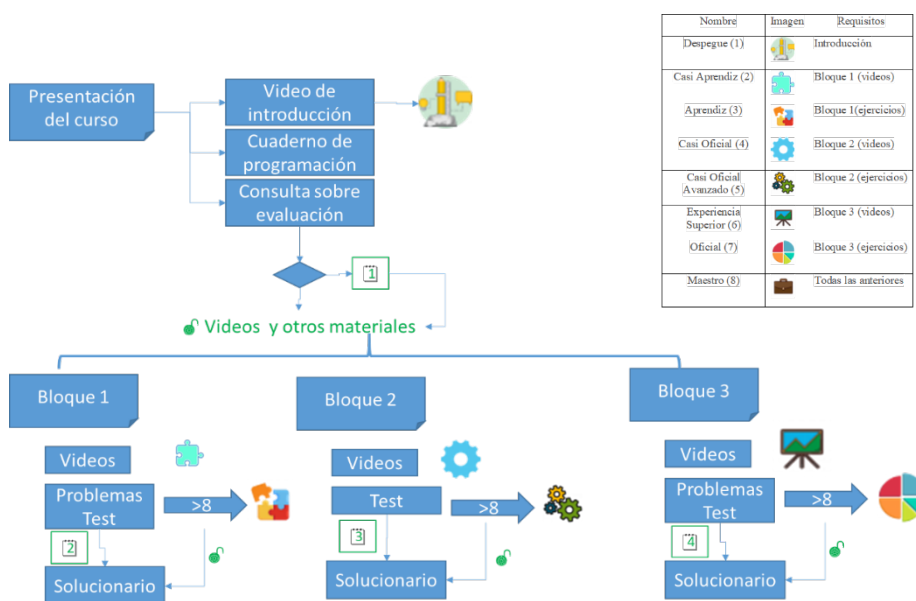 Nombre Imagen Requisitos
Despegue (1) Introducción
Casi Aprendiz (2) Bloque 1 (videos)
Aprendiz (3) Bloque 1(ejercicios)
Casi Oficial (4) Bloque 2 (videos)
Casi Oficial Bloque 2 (ejercicios)
Avanzado (5)
Experiencia Bloque 3 (videos)
Superior (6)
Oficial (7) Bloque 3 (ejercicios)
Maestro (8) Todas las anteriores
Presentación
del curso
Video de
introducción
Cuaderno de
programación
Consulta sobre
evaluación
1
Videos y otros materiales
Bloque 1
Videos
Problemas
Test
>8
2
Solucionario
Bloque 2
Videos
Test
>8
3
Solucionario
Bloque 3
Videos
Problemas
Test
>8
4
Solucionario